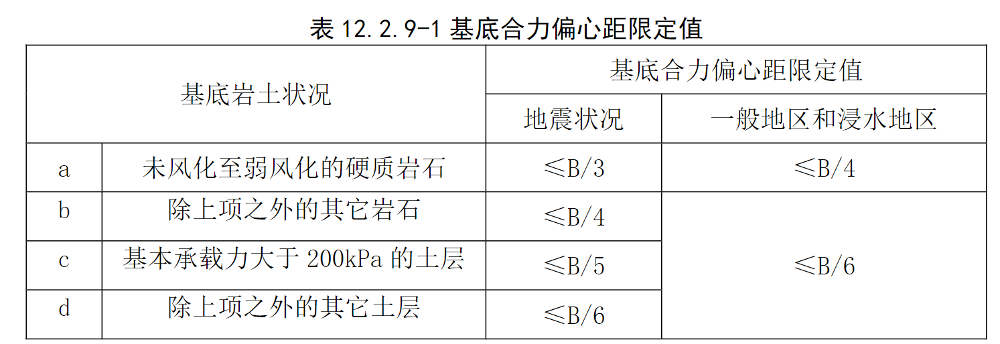 表 12.2.9-1 基底合力偏心距限定值
基底岩土状况
基底合力偏心距限定值
地震状况
一般地区和浸水地区
a
未风化至弱风化的硬质岩石
≤B/3
≤B/4
b
除上项之外的其它岩石
≤B/4
≤B/6
c
基本承载力大于 200kPa 的土层
≤B/5
d
除上项之外的其它土层
≤B/6